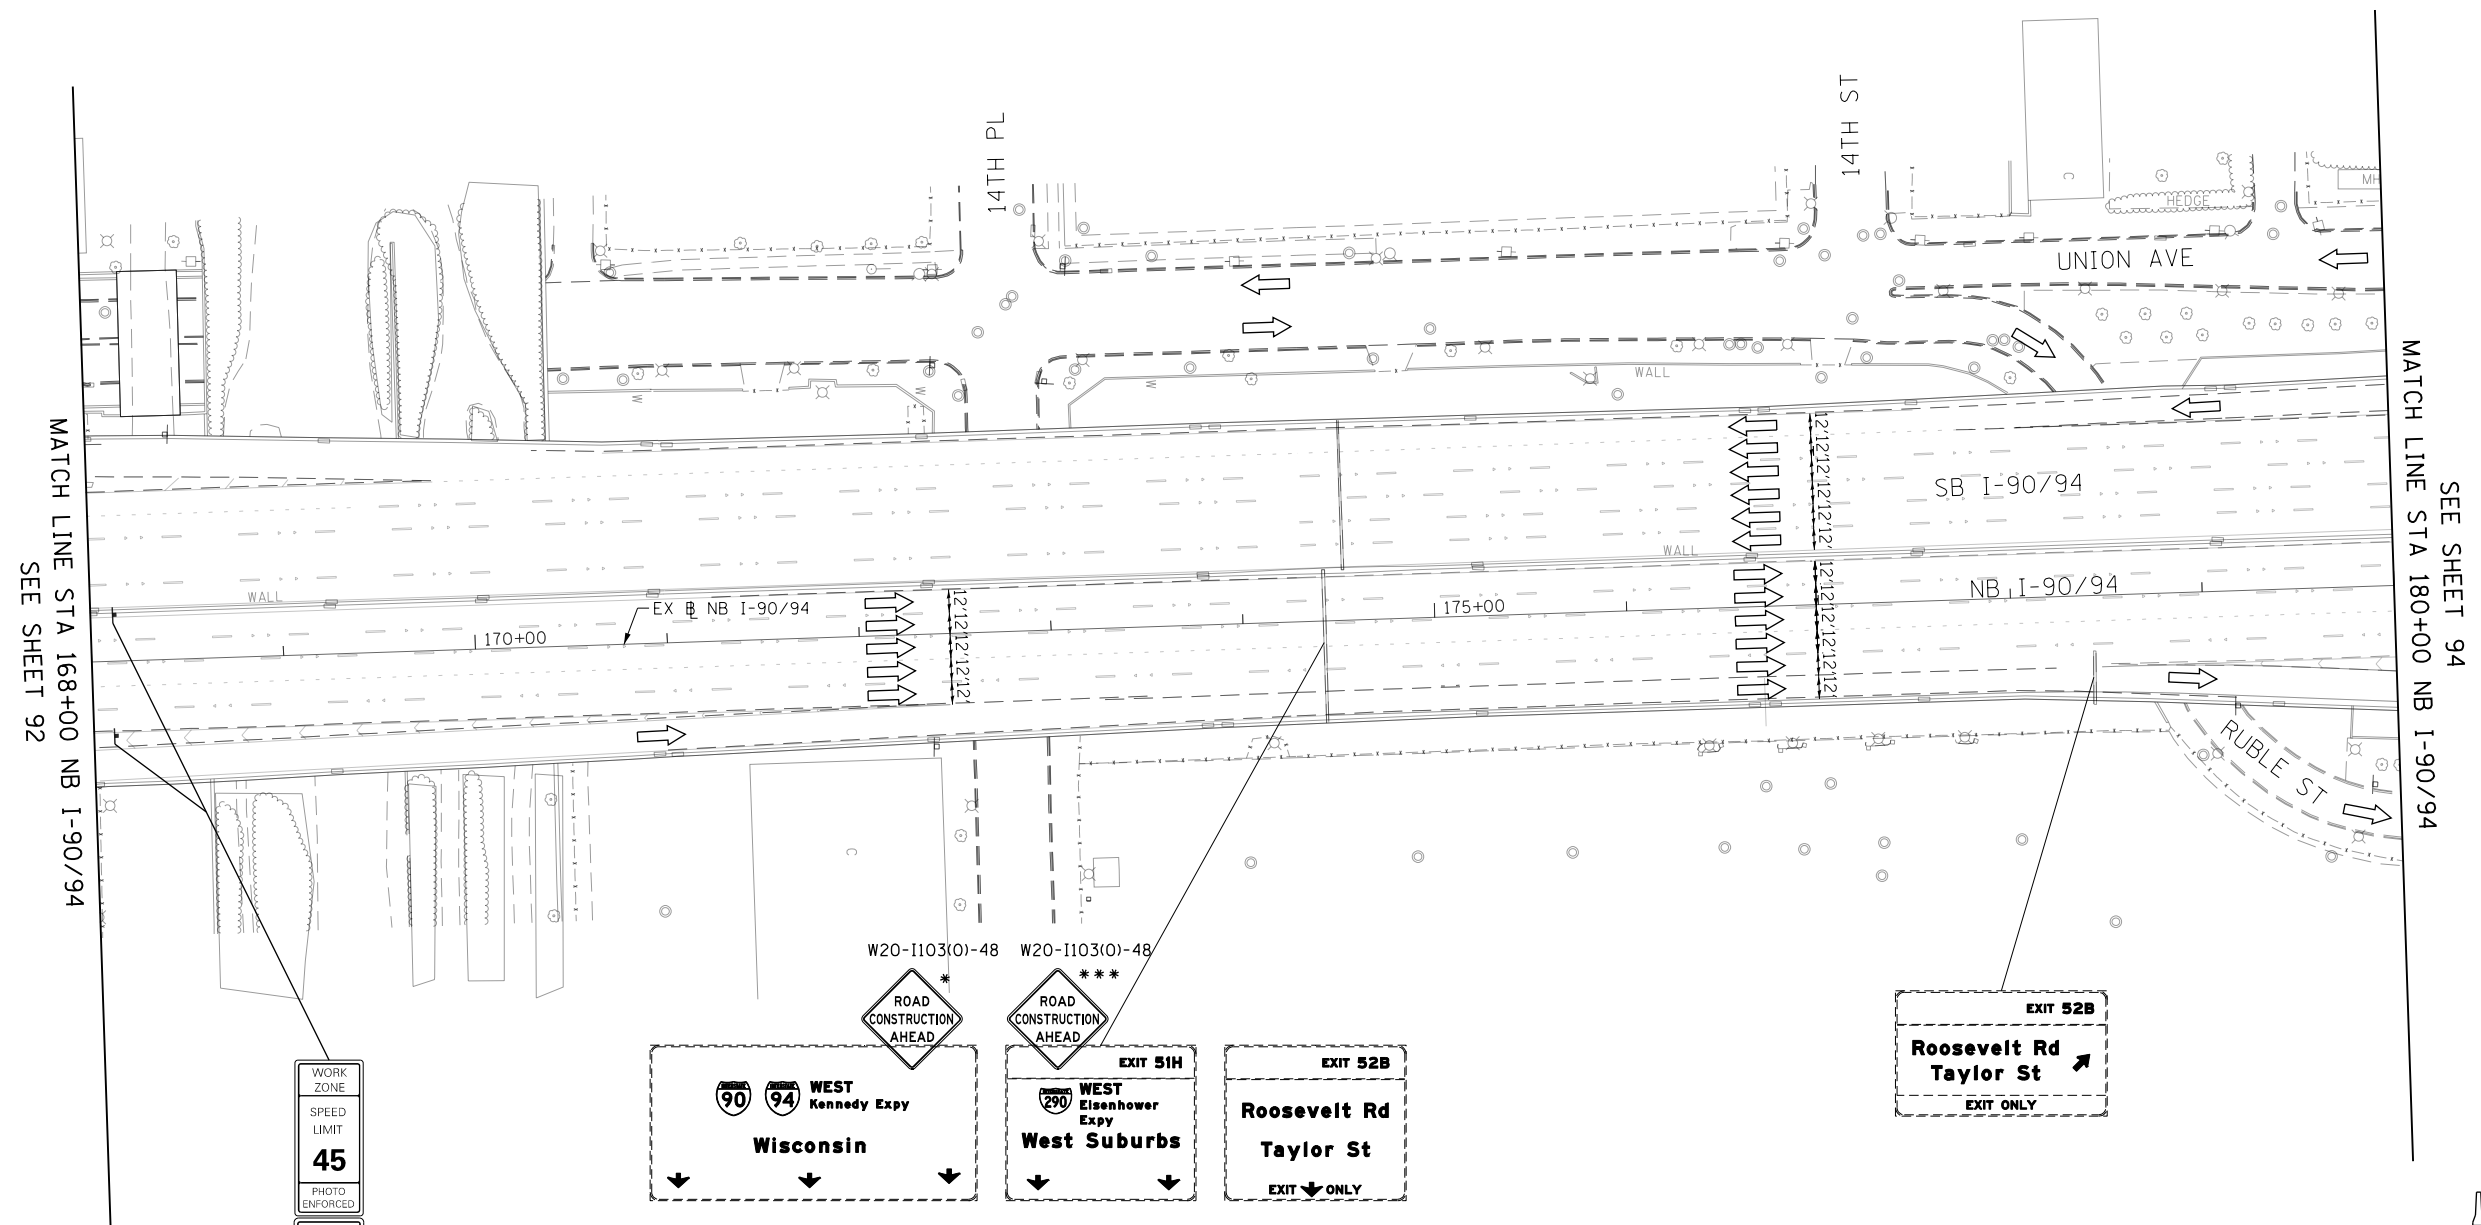 14TH PL
14TH ST
C
MH
HEDGE
UNION AVE
W
W
W
WALL
MATCH LINE STA 168+00 NB I-90/94
SEE SHEET 92
MATCH LINE STA 180+00 NB I-90/94
SEE SHEET 94
12'12'12'12'12'12'
SB I-90/94
WALL
WALL
EX B NB I-90/94
12'12'12'12'12'
12'12'12'12'12'12'
NB I-90/94
170+00
175+00
RUBLE ST
C
W20-I103(O)-48
W20-I103(O)-48
*
***
ROAD
CONSTRUCTION
AHEAD
ROAD
CONSTRUCTION
AHEAD
WORK
ZONE
SPEED
LIMIT
45
PHOTO
ENFORCED
90 94 WEST
Kennedy Expy
Wisconsin
EXIT 51H
290 WEST
Eisenhower
Expy
West Suburbs
EXIT 52B
Roosevelt Rd
Taylor St
EXIT ONLY
EXIT 52B
Roosevelt Rd
Taylor St
EXIT ONLY